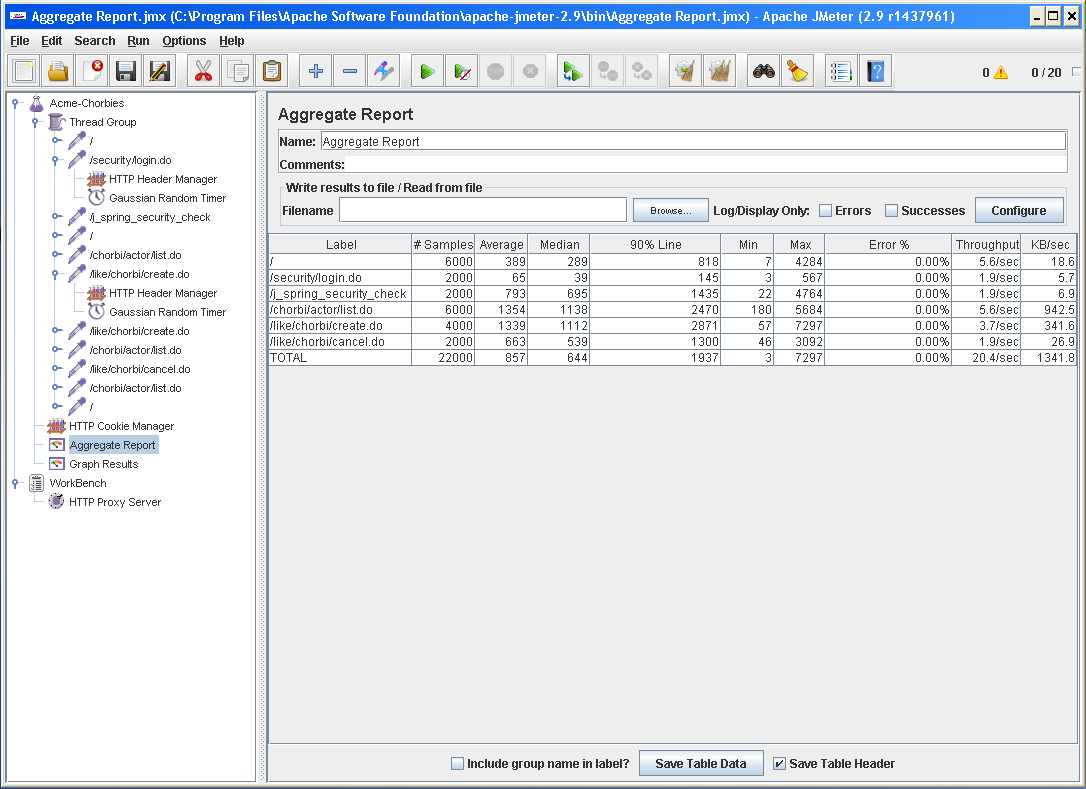 Aggregate Report.jmx (C:\Program Files\Apache Software Foundation\apache-jmeter-2.9\bin\Aggregate Report.jmx) - Apache JMeter (2.9 r1437961)
File Edit Search Run Options Help
0 0 / 20
Acme-Chorbies
Thread Group
/
/security/login.do
HTTP Header Manager
Gaussian Random Timer
/j_spring_security_check
/
/chorbi/actor/list.do
/like/chorbi/create.do
HTTP Header Manager
Gaussian Random Timer
/like/chorbi/create.do
/chorbi/actor/list.do
/like/chorbi/cancel.do
/chorbi/actor/list.do
/
HTTP Cookie Manager
Aggregate Report
Graph Results
WorkBench
HTTP Proxy Server
Aggregate Report
Name: Aggregate Report
Comments:
Write results to file / Read from file
Filename Browse... Log/Display Only: Errors Successes Configure
Label # Samples Average Median 90% Line Min Max Error % Throughput KB/sec
/ 6000 389 289 818 7 4284 0.00% 5.6/sec 18.6
/security/login.do 2000 65 39 145 3 567 0.00% 1.9/sec 5.7
/j_spring_security_check 2000 793 695 1435 22 4764 0.00% 1.9/sec 6.9
/chorbi/actor/list.do 6000 1354 1138 2470 180 5684 0.00% 5.6/sec 942.5
/like/chorbi/create.do 4000 1339 1112 2871 57 7297 0.00% 3.7/sec 341.6
/like/chorbi/cancel.do 2000 663 539 1300 46 3092 0.00% 1.9/sec 26.9
TOTAL 22000 857 644 1937 3 7297 0.00% 20.4/sec 1341.8
Include group name in label? Save Table Data Save Table Header